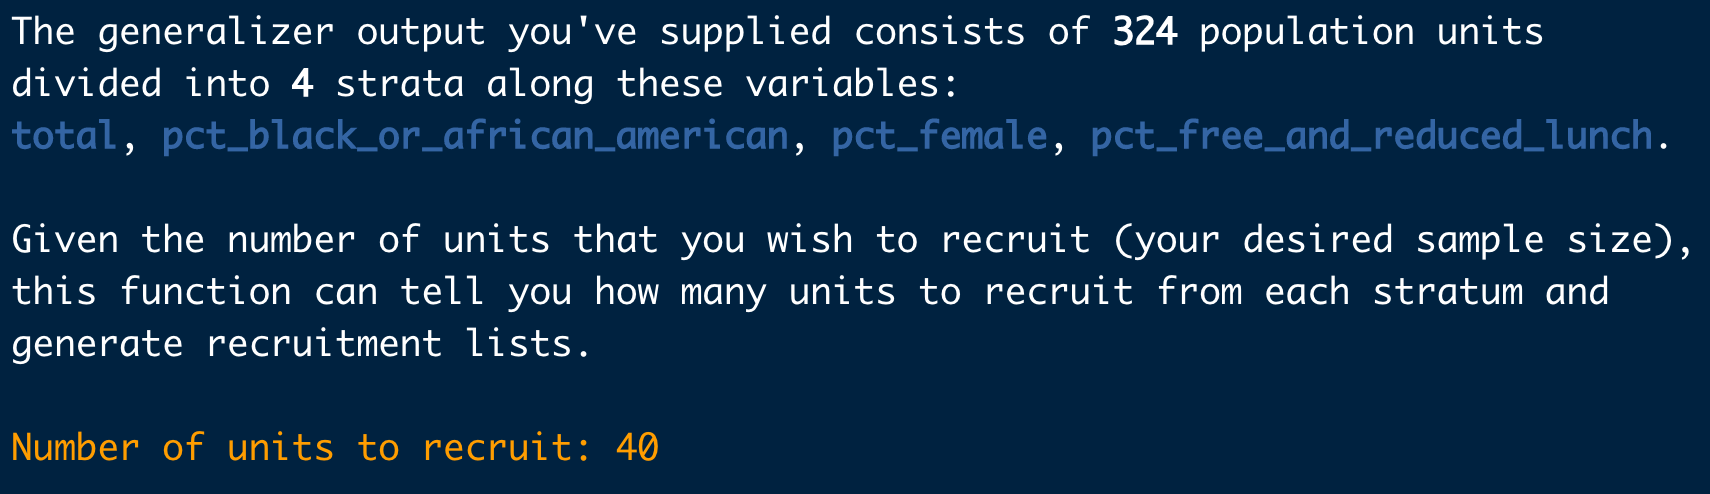 The generalizer output you've supplied consists of 324 population units
divided into 4 strata along these variables:
total, pct_black_or_african_american, pct_female, pct_free_and_reduced_lunch.
Given the number of units that you wish to recruit (your desired sample size),
this function can tell you how many units to recruit from each stratum and
generate recruitment lists.
Number of units to recruit: 40